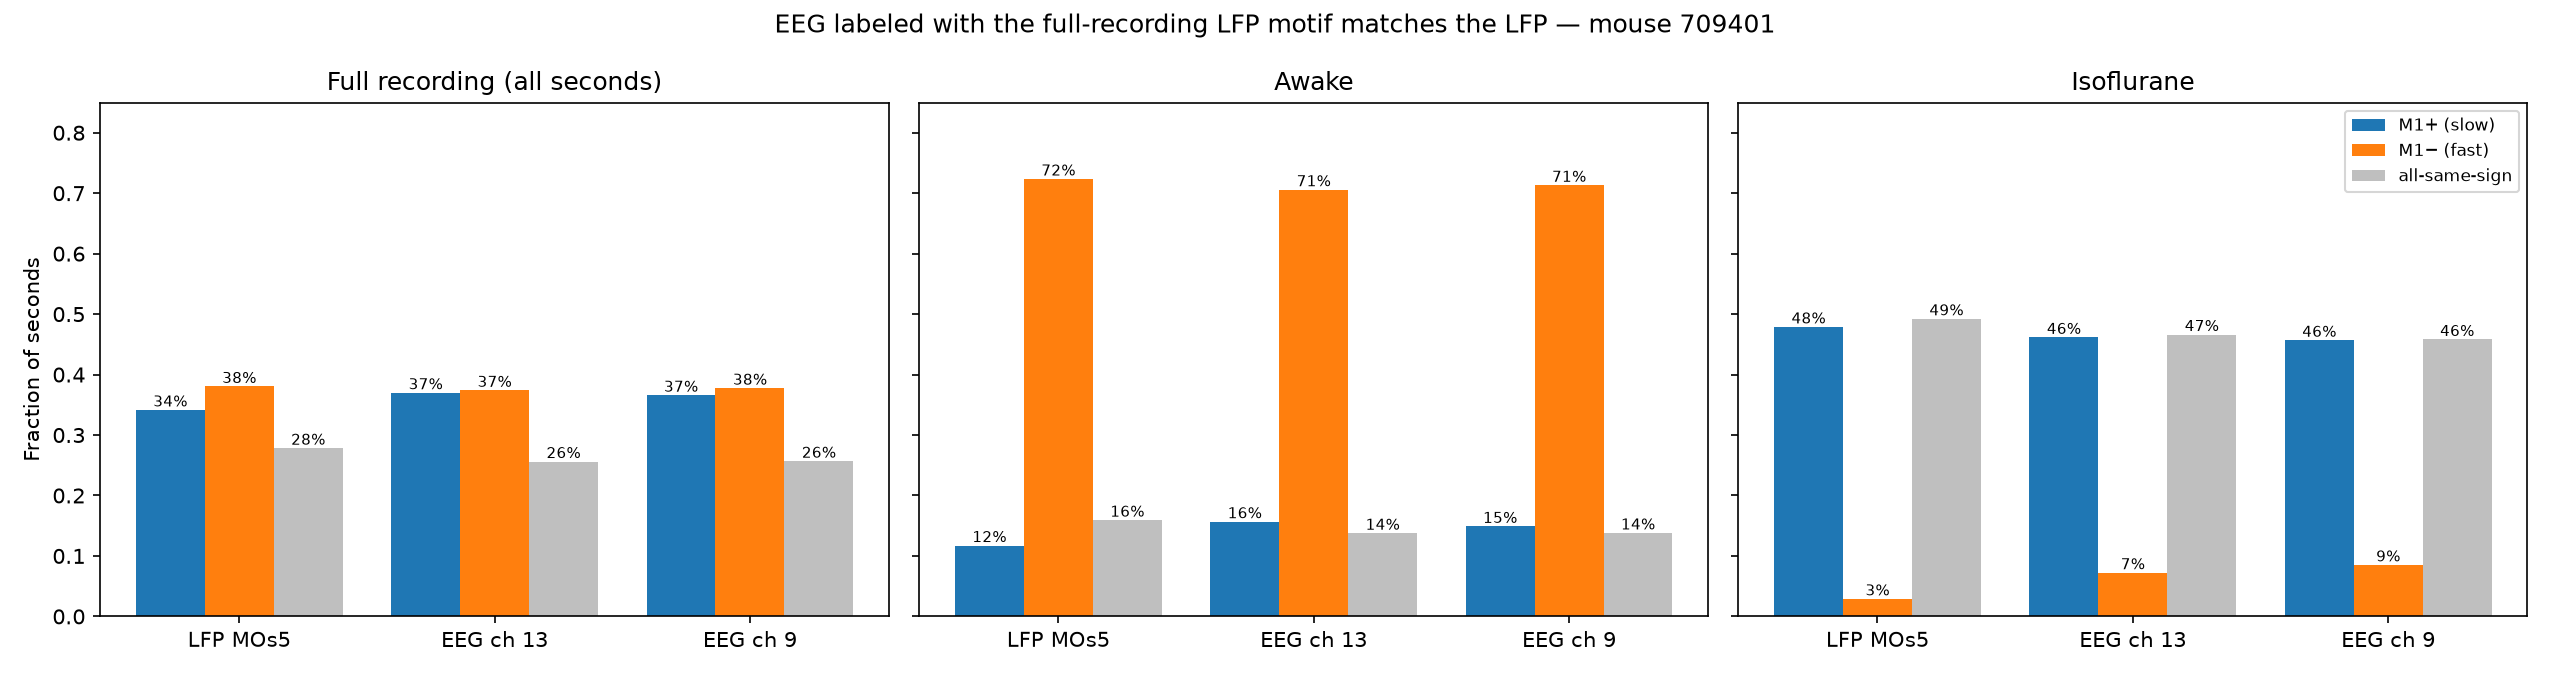 EEG labeled with the full-recording LFP motif matches the LFP — mouse 709401
Full recording (all seconds)
Awake
Isoflurane
Fraction of seconds
0.8
0.7
0.6
0.5
0.4
0.3
0.2
0.1
0.0
34%
38%
28%
37%
37%
26%
37%
38%
26%
LFP MOs5
EEG ch 13
EEG ch 9
12%
72%
16%
16%
71%
14%
15%
71%
14%
LFP MOs5
EEG ch 13
EEG ch 9
M1+ (slow)
M1− (fast)
all-same-sign
48%
3%
49%
46%
7%
47%
46%
9%
46%
LFP MOs5
EEG ch 13
EEG ch 9